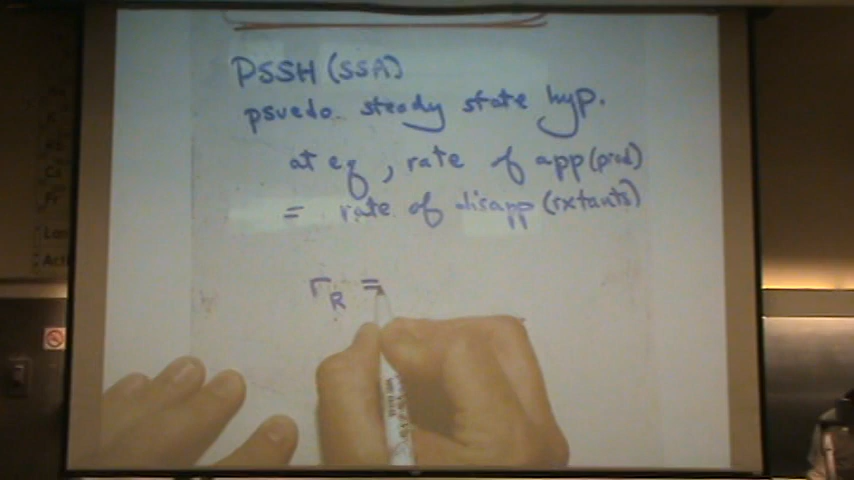 PSSH (SSA)
psuedo steady state hyp.
at eq, rate of app (prod)
= rate of disapp (rxtants)
r_R =